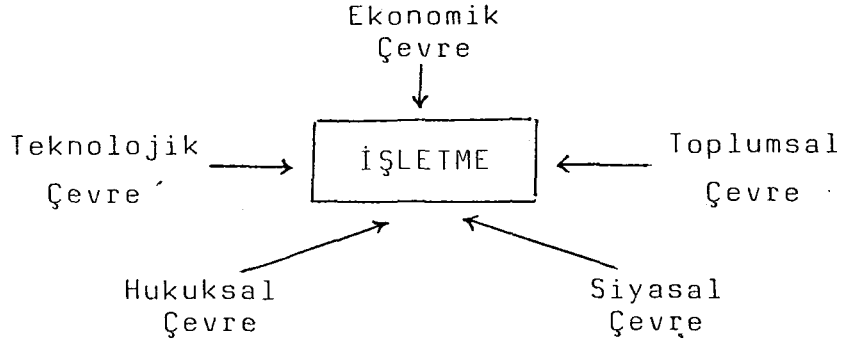 Ekonomik
Çevre
Teknolojik
Çevre
İŞLETME
Toplumsal
Çevre
Hukuksal
Çevre
Siyasal
Çevre